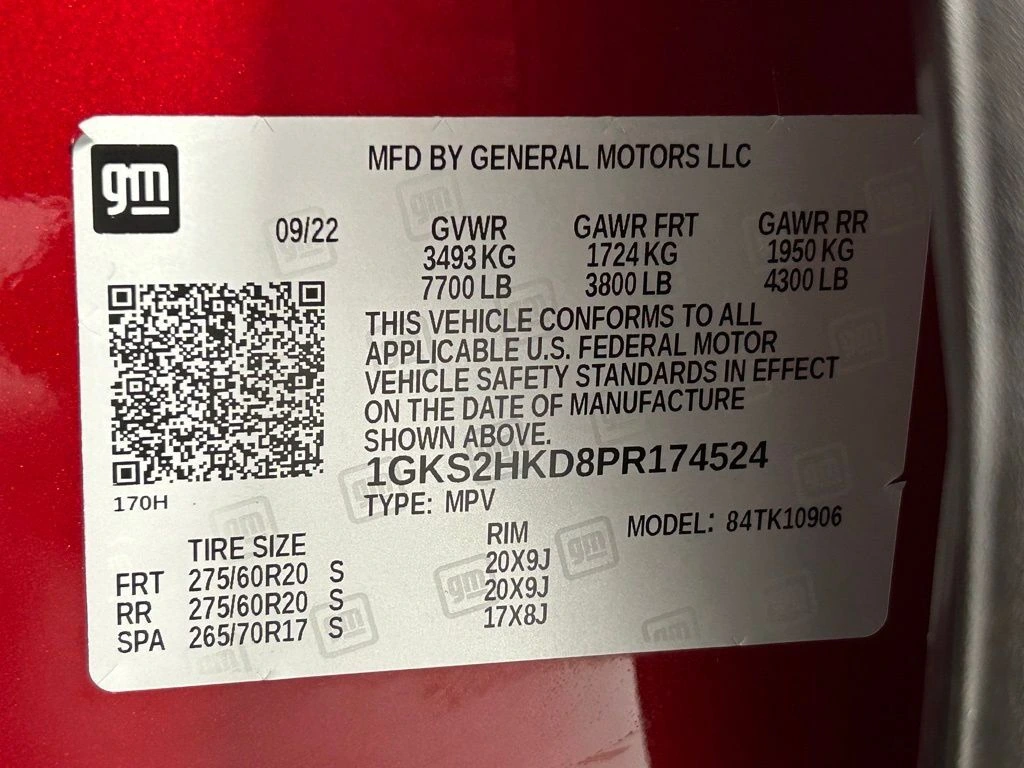 gm
MFD BY GENERAL MOTORS LLC
09/22 GVWR GAWR FRT GAWR RR
3493 KG 1724 KG 1950 KG
7700 LB 3800 LB 4300 LB
THIS VEHICLE CONFORMS TO ALL
APPLICABLE U.S. FEDERAL MOTOR
VEHICLE SAFETY STANDARDS IN EFFECT
ON THE DATE OF MANUFACTURE
SHOWN ABOVE.
1GKS2HKD8PR174524
170H
TYPE: MPV
MODEL: 84TK10906
TIRE SIZE RIM
FRT 275/60R20 S 20X9J
RR 275/60R20 S 20X9J
SPA 265/70R17 S 17X8J